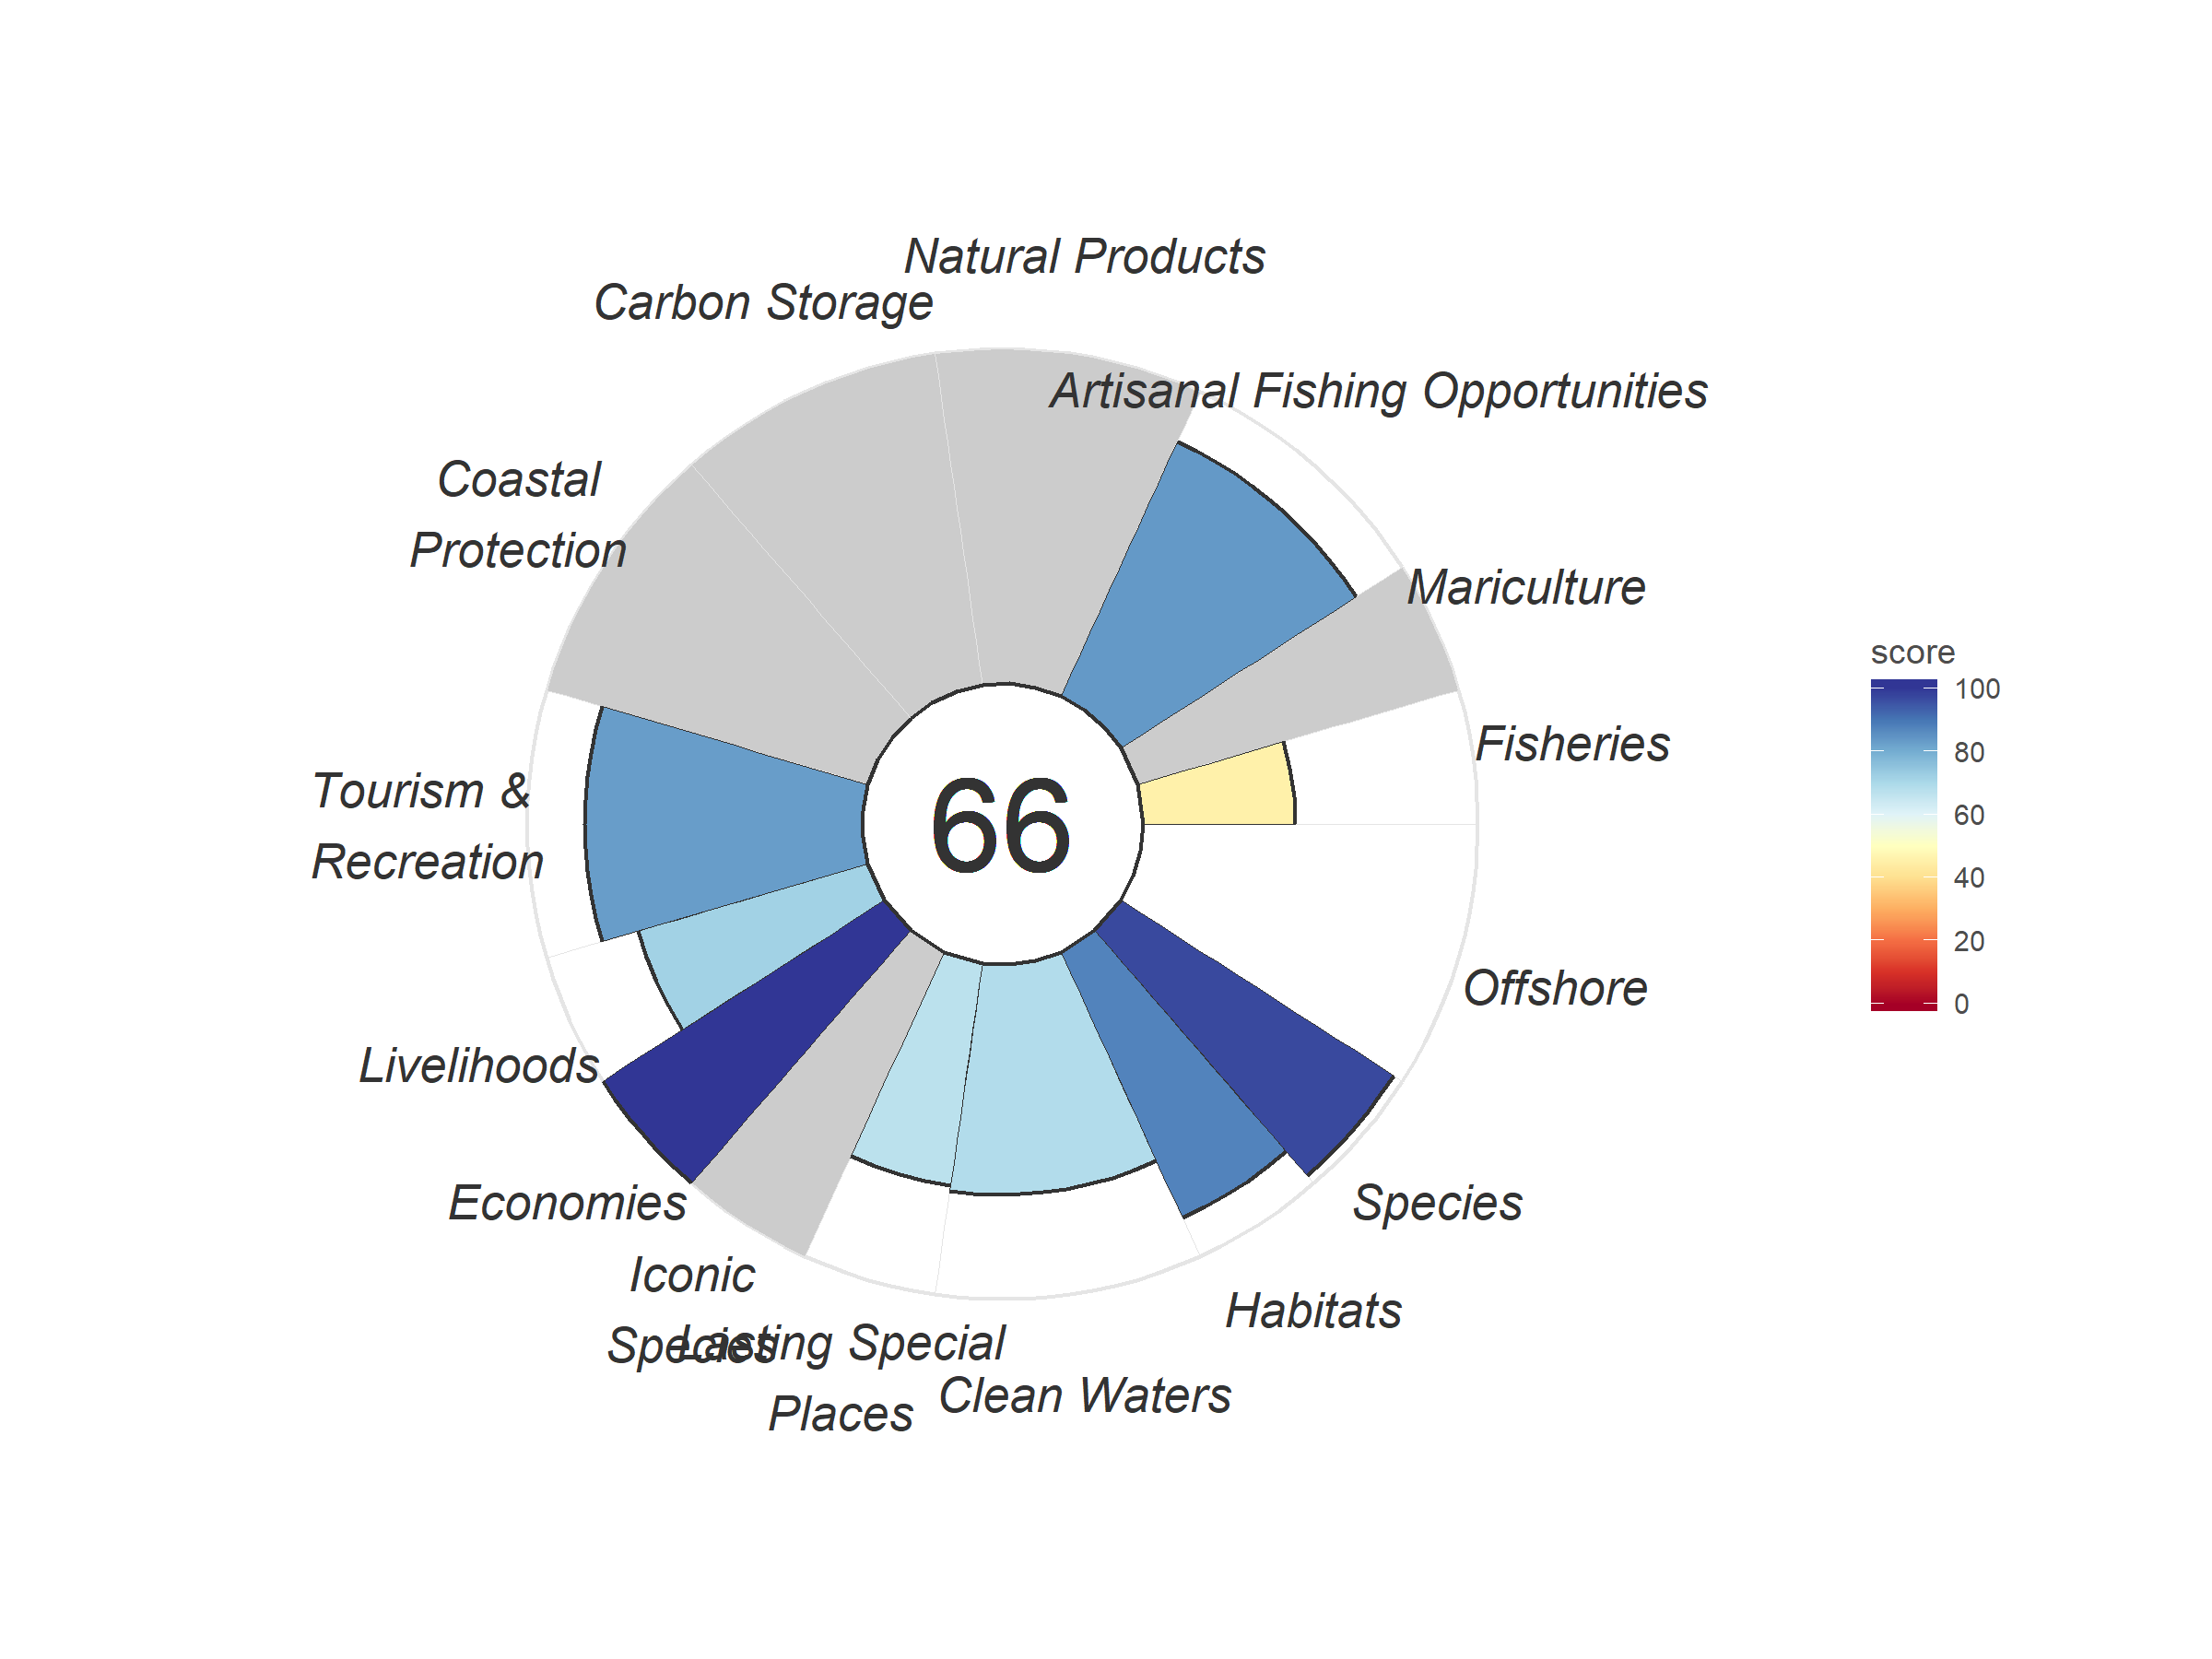 Natural Products
Carbon Storage
Artisanal Fishing Opportunities
Coastal
Protection
Mariculture
Fisheries
Tourism &
Recreation
66
Offshore
Livelihoods
Economies
Species
Iconic
Species
Habitats
Lasting Special
Places
Clean Waters
score
100
80
60
40
20
0